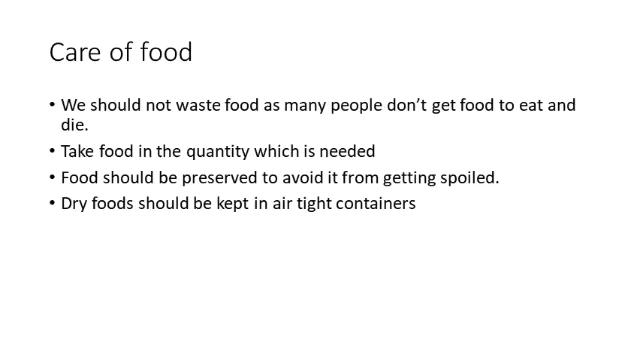 Care of food
• We should not waste food as many people don’t get food to eat and
die.
• Take food in the quantity which is needed
• Food should be preserved to avoid it from getting spoiled.
• Dry foods should be kept in air tight containers